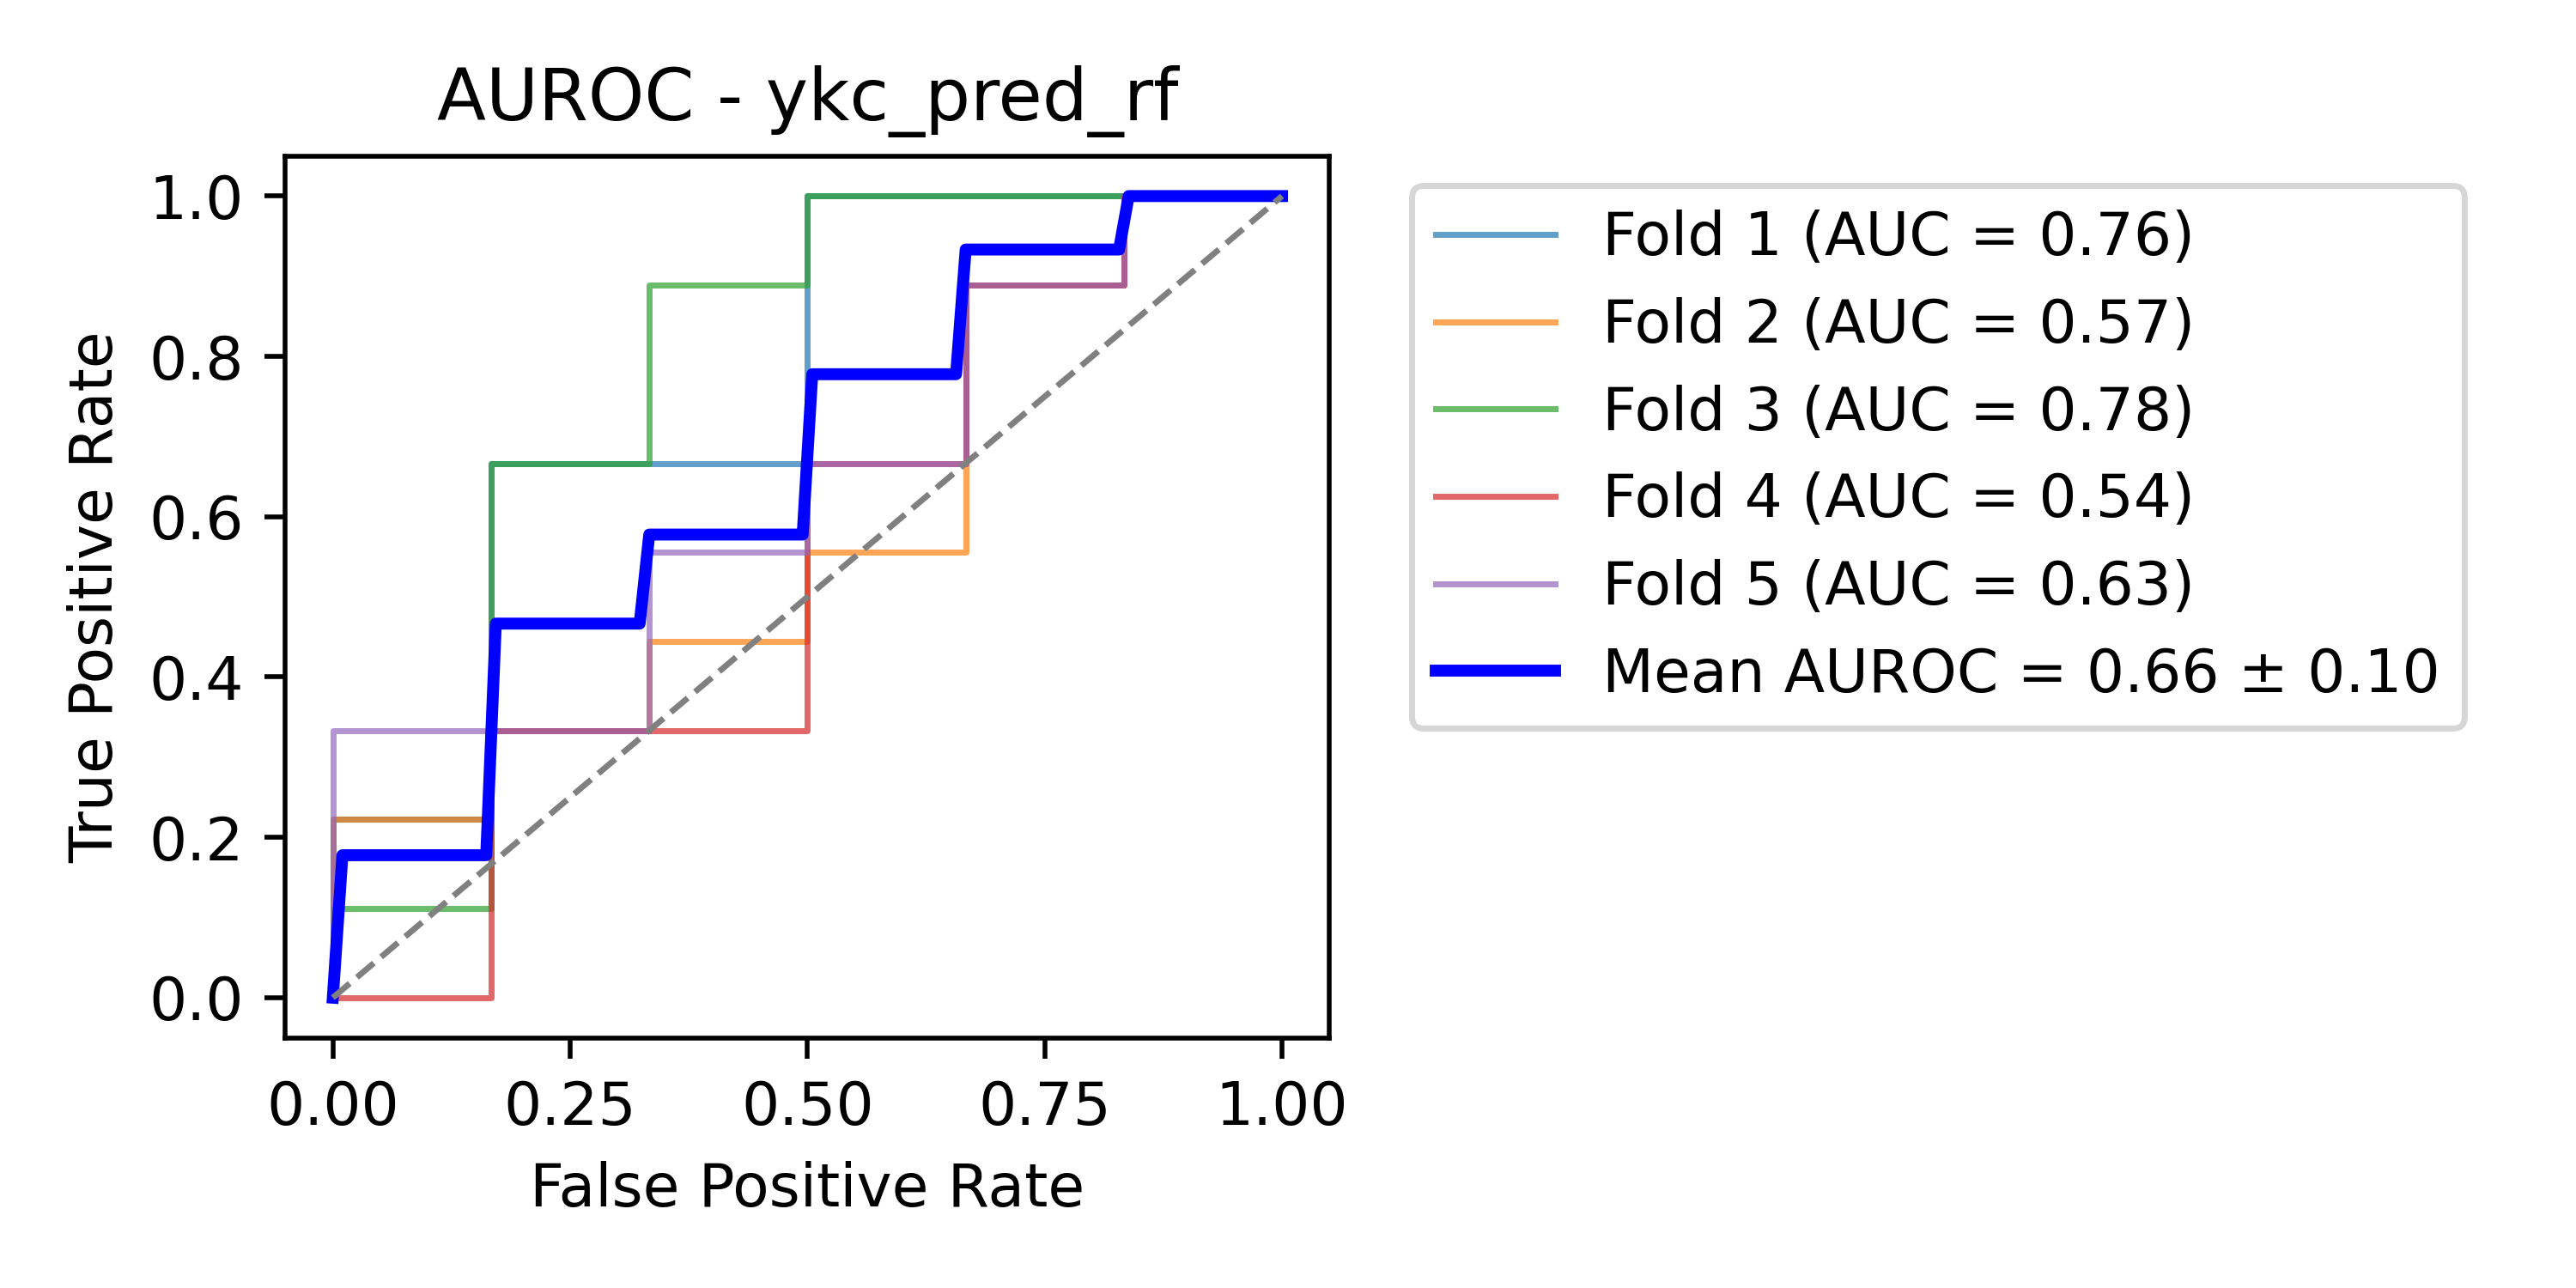 AUROC - ykc_pred_rf
True Positive Rate
1.0
0.8
0.6
0.4
0.2
0.0
0.00 0.25 0.50 0.75 1.00
False Positive Rate
Fold 1 (AUC = 0.76)
Fold 2 (AUC = 0.57)
Fold 3 (AUC = 0.78)
Fold 4 (AUC = 0.54)
Fold 5 (AUC = 0.63)
Mean AUROC = 0.66 ± 0.10